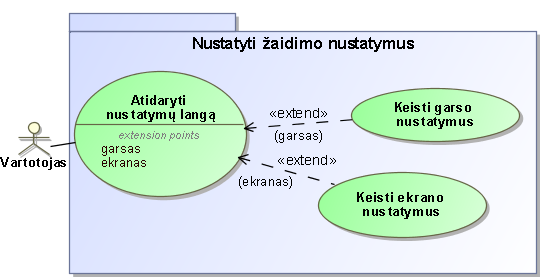 Nustatyti žaidimo nustatymus
Atidaryti
nustatymų langą
extension points
garsas
ekranas
Vartotojas
«extend»
(garsas)
Keisti garso
nustatymus
«extend»
(ekranas)
Keisti ekrano
nustatymus